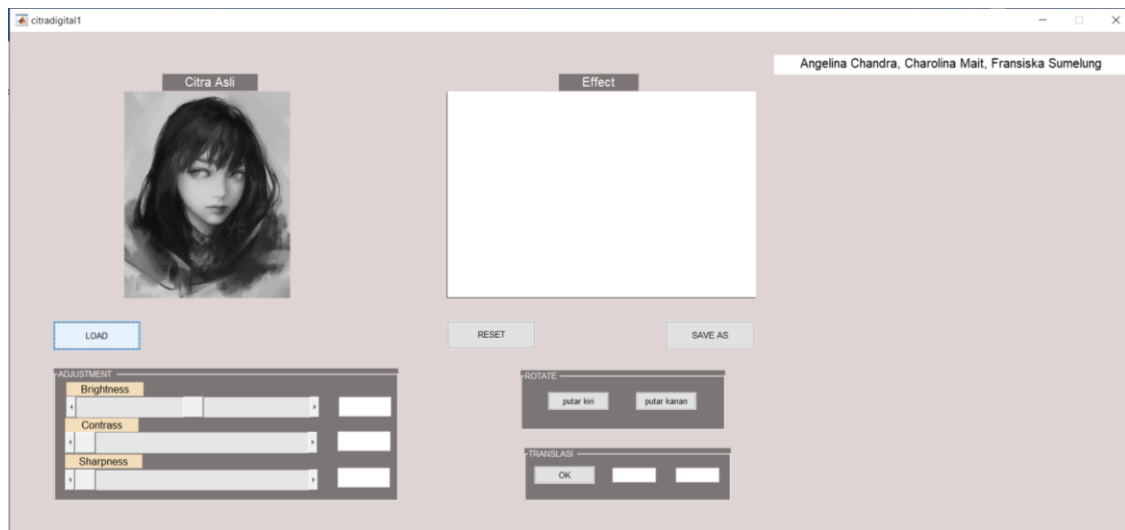 citradigital1
Angelina Chandra, Charolina Mait, Fransiska Sumelung
Citra Asli
Effect
LOAD
RESET
SAVE AS
ADJUSTMENT
Brightness
Contrass
Sharpness
ROTATE
putar kiri
putar kanan
TRANSLASI
OK